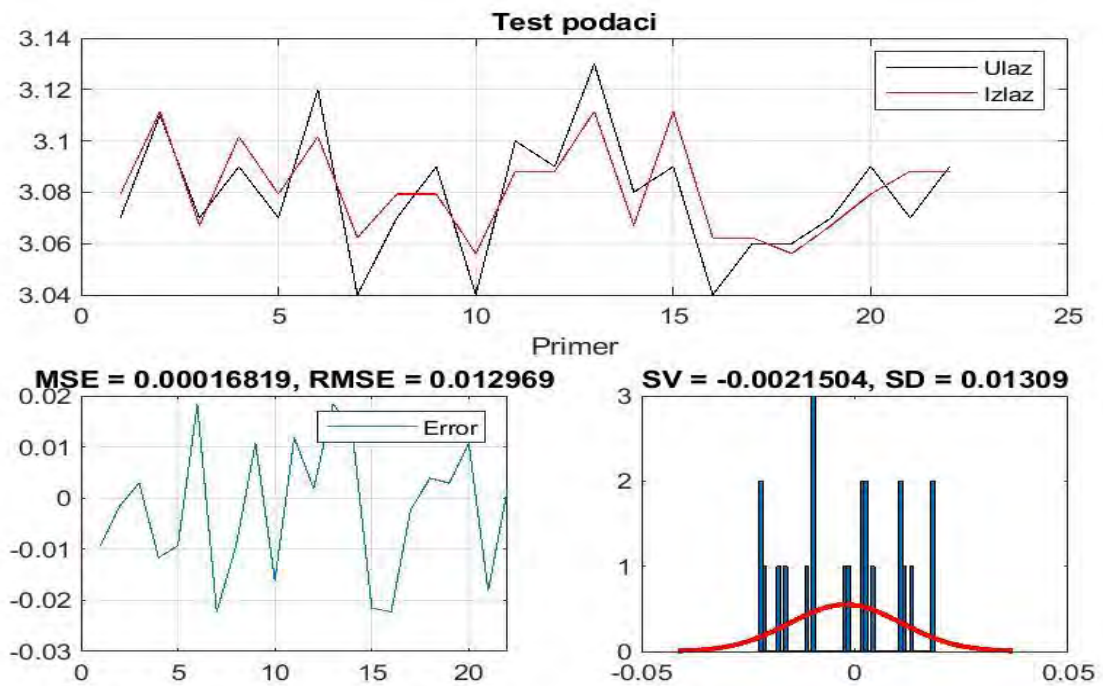 Test podaci
3.14
3.12
3.1
3.08
3.06
3.04
Ulaz
Izlaz
0 5 10 15 20 25
Primer
MSE = 0.00016819, RMSE = 0.012969
0.02
0.01
0
-0.01
-0.02
-0.03
Error
0 5 10 15 20
SV = -0.0021504, SD = 0.01309
3
2
1
0
-0.05 0 0.05